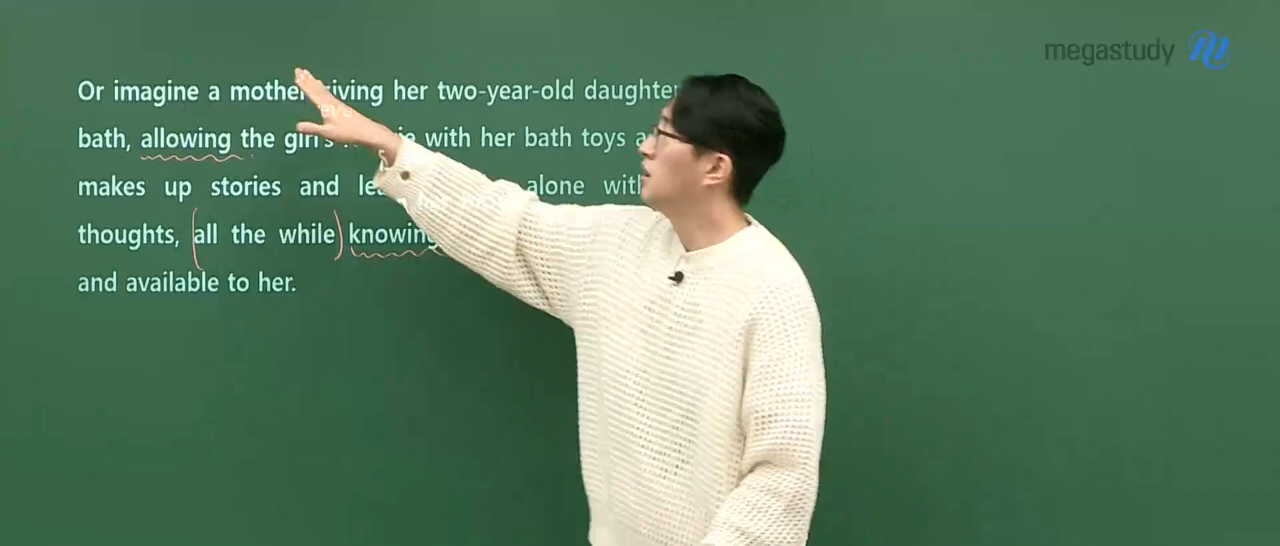 megastudy
Or imagine a mother giving her two-year-old daughter
bath, allowing the girl's with her bath toys
makes up stories and alone with
thoughts, all the while knowing
and available to her.